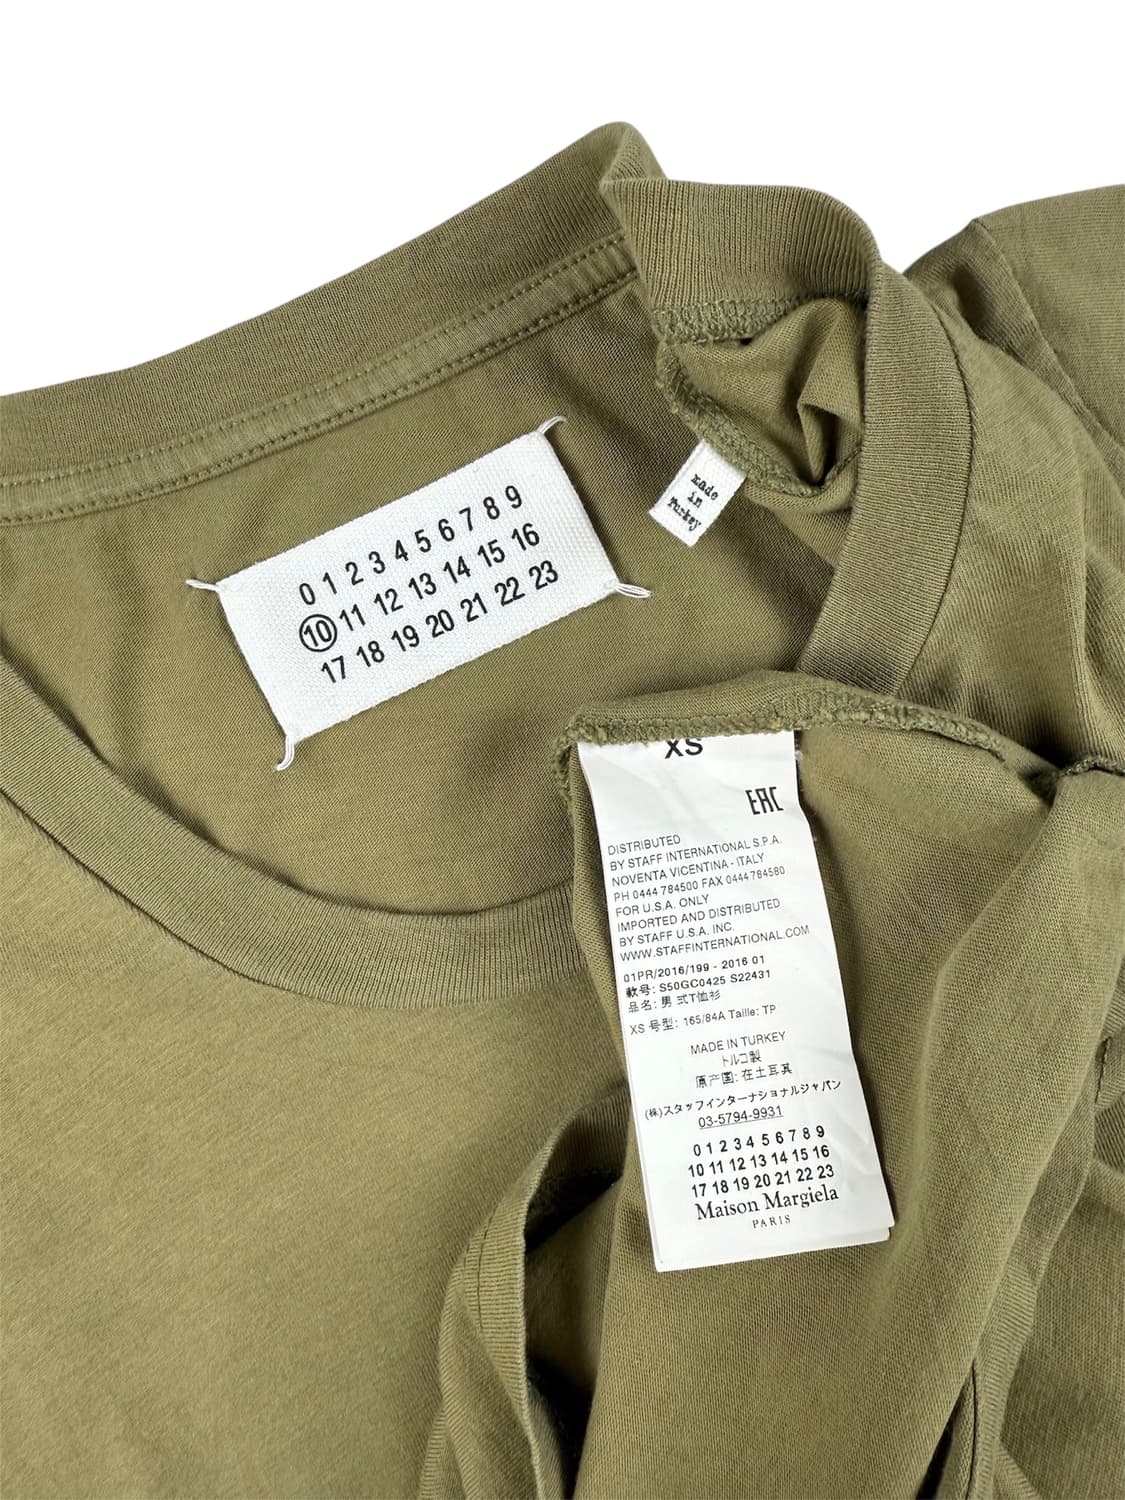 0 1 2 3 4 5 6 7 8 9
10 11 12 13 14 15 16
17 18 19 20 21 22 23
made
in
Turkey
XS
EAC
DISTRIBUTED
BY STAFF INTERNATIONAL S.P.A.
NOVENTA VICENTINA - ITALY
PH 0444 784500 FAX 0444 784580
FOR U.S.A. ONLY
IMPORTED AND DISTRIBUTED
BY STAFF U.S.A. INC.
WWW.STAFFINTERNATIONAL.COM
01PR/2016/199 - 2016 01
款号: S50GC0425 S22431
品名: 男式T恤衫
XS 号型: 165/84A Taille: TP
MADE IN TURKEY
トルコ製
原产国: 在土耳其
(株)スタッフインターナショナルジャパン
03-5794-9931
0 1 2 3 4 5 6 7 8 9
10 11 12 13 14 15 16
17 18 19 20 21 22 23
Maison Margiela
PARIS